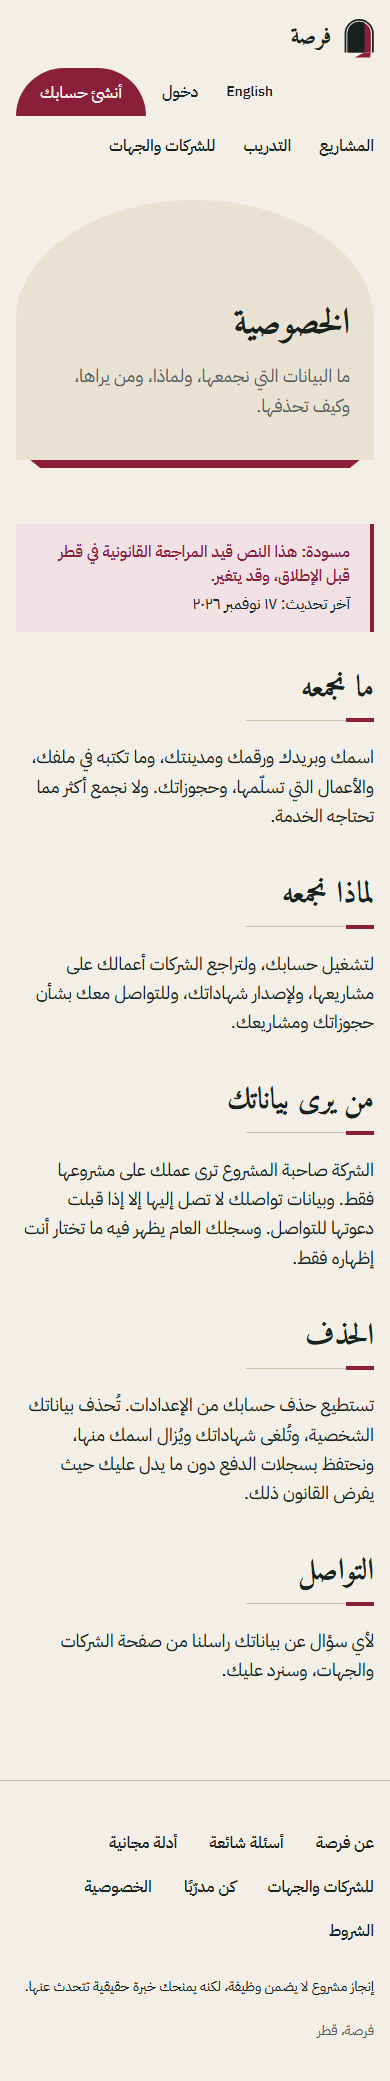 فرصة
English
دخول
أنشئ حسابك
المشاريع
التدريب
للشركات والجهات
الخصوصية
ما البيانات التي نجمعها، ولماذا، ومن يراها،
وكيف تحذفها.
مسودة: هذا النص قيد المراجعة القانونية في قطر
قبل الإطلاق، وقد يتغير.
آخر تحديث: ١٧ نوفمبر ٢٠٢٦
ما نجمعه
اسمك وبريدك ورقمك ومدينتك، وما تكتبه في ملفك،
والأعمال التي تسلّمها، وحجوزاتك. ولا نجمع أكثر مما
تحتاجه الخدمة.
لماذا نجمعه
لتشغيل حسابك، ولتراجع الشركات أعمالك على
مشاريعها، ولإصدار شهاداتك، وللتواصل معك بشأن
حجوزاتك ومشاريعك.
من يرى بياناتك
الشركة صاحبة المشروع ترى عملك على مشروعها
فقط. وبيانات تواصلك لا تصل إليها إلا إذا قبلت
دعوتها للتواصل. وسجلك العام يظهر فيه ما تختار أنت
إظهاره فقط.
الحذف
تستطيع حذف حسابك من الإعدادات. تُحذف بياناتك
الشخصية، وتُلغى شهاداتك ويُزال اسمك منها،
ونحتفظ بسجلات الدفع دون ما يدل عليك حيث
يفرض القانون ذلك.
التواصل
لأي سؤال عن بياناتك راسلنا من صفحة الشركات
والجهات، وسنرد عليك.
عن فرصة
أسئلة شائعة
أدلة مجانية
للشركات والجهات
كن مدرّبًا
الخصوصية
الشروط
إنجاز مشروع لا يضمن وظيفة، لكنه يمنحك خبرة حقيقية تتحدث عنها.
فرصة، قطر